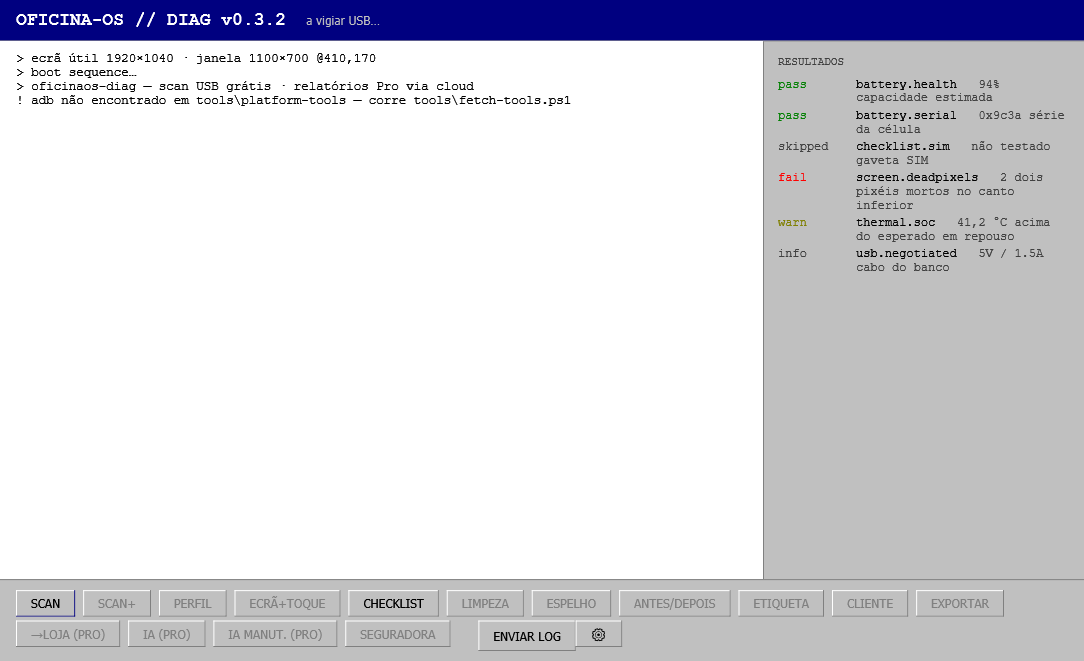 OFICINA-OS // DIAG v0.3.2 a vigiar USB…
> ecrã útil 1920×1040 · janela 1100×700 @410,170
> boot sequence…
> oficinaos-diag — scan USB grátis · relatórios Pro via cloud
! adb não encontrado em tools\platform-tools — corre tools\fetch-tools.ps1
RESULTADOS
pass battery.health 94%
capacidade estimada
pass battery.serial 0x9c3a série
da célula
skipped checklist.sim não testado
gaveta SIM
fail screen.deadpixels 2 dois
pixéis mortos no canto
inferior
warn thermal.soc 41,2 °C acima
do esperado em repouso
info usb.negotiated 5V / 1.5A
cabo do banco
SCAN SCAN+ PERFIL ECRÃ+TOQUE CHECKLIST LIMPEZA ESPELHO ANTES/DEPOIS ETIQUETA CLIENTE EXPORTAR
→LOJA (PRO) IA (PRO) IA MANUT. (PRO) SEGURADORA ENVIAR LOG